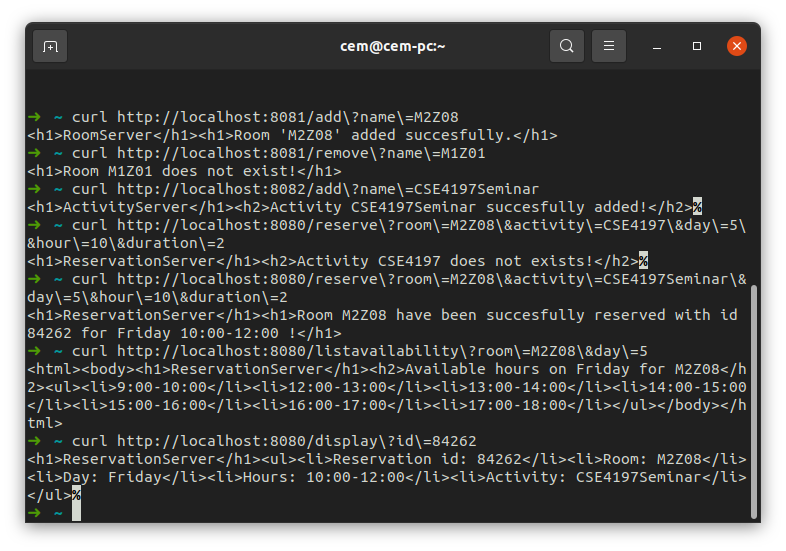 cem@cem-pc:~
➜ ~ curl http://localhost:8081/add\?name\=M2Z08
<h1>RoomServer</h1><h1>Room 'M2Z08' added succesfully.</h1>
➜ ~ curl http://localhost:8081/remove\?name\=M1Z01
<h1>Room M1Z01 does not exist!</h1>
➜ ~ curl http://localhost:8082/add\?name\=CSE4197Seminar
<h1>ActivityServer</h1><h2>Activity CSE4197Seminar succesfully added!</h2>%
➜ ~ curl http://localhost:8080/reserve\?room\=M2Z08\&activity\=CSE4197\&day\=5\
&hour\=10\&duration\=2
<h1>ReservationServer</h1><h2>Activity CSE4197 does not exists!</h2>%
➜ ~ curl http://localhost:8080/reserve\?room\=M2Z08\&activity\=CSE4197Seminar\&
day\=5\&hour\=10\&duration\=2
<h1>ReservationServer</h1><h1>Room M2Z08 have been succesfully reserved with id
84262 for Friday 10:00-12:00 !</h1>
➜ ~ curl http://localhost:8080/listavailability\?room\=M2Z08\&day\=5
<html><body><h1>ReservationServer</h1><h2>Available hours on Friday for M2Z08</h
2><ul><li>9:00-10:00</li><li>12:00-13:00</li><li>13:00-14:00</li><li>14:00-15:00
</li><li>15:00-16:00</li><li>16:00-17:00</li><li>17:00-18:00</li></ul></body></h
tml>
➜ ~ curl http://localhost:8080/display\?id\=84262
<h1>ReservationServer</h1><ul><li>Reservation id: 84262</li><li>Room: M2Z08</li>
<li>Day: Friday</li><li>Hours: 10:00-12:00</li><li>Activity: CSE4197Seminar</li>
</ul>%
➜ ~